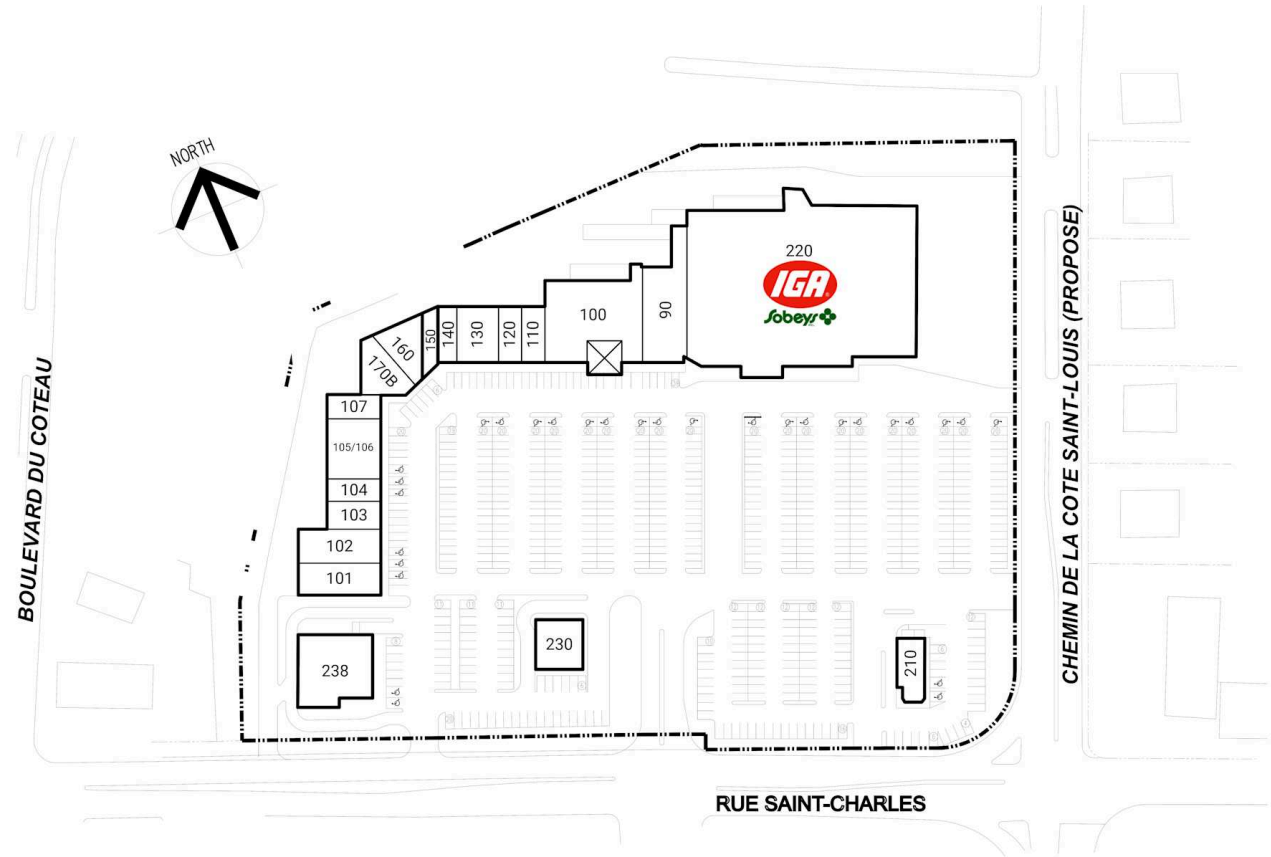 NORTH
220
IGA
Sobeys
100
90
110
120
130
140
150
160
170B
107
105/106
104
103
102
101
238
230
210
BOULEVARD DU COTEAU
CHEMIN DE LA COTE SAINT-LOUIS (PROPOSE)
RUE SAINT-CHARLES